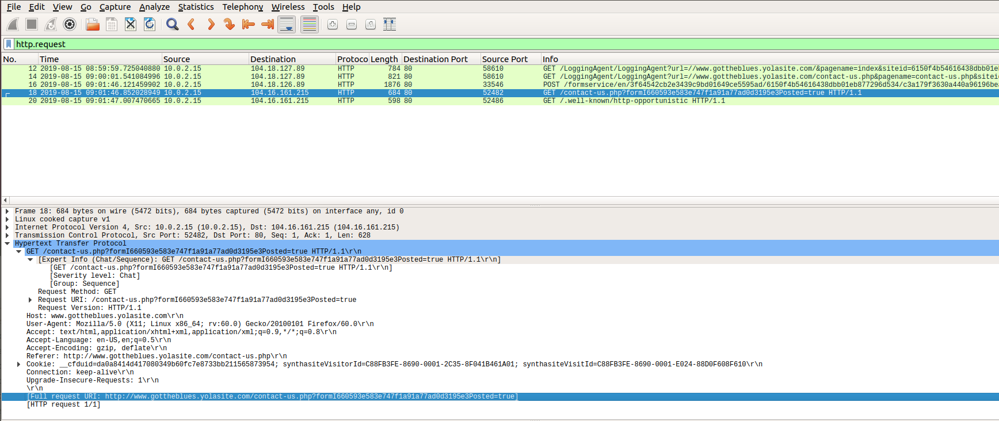 File Edit View Go Capture Analyze Statistics Telephony Wireless Tools Help
http.request
No. Time Source Destination Protoco Length Destination Port Source Port Info
12 2019-08-15 08:59:59.725040880 10.0.2.15 104.18.127.89 HTTP 784 80 58610 GET /LoggingAgent/LoggingAgent?url=//www.gottheblues.yolasite.com/&pagename=index&siteid=6150f4b54616438dbb01eb
14 2019-08-15 09:00:01.541084996 10.0.2.15 104.18.127.89 HTTP 821 80 58610 GET /LoggingAgent/LoggingAgent?url=//www.gottheblues.yolasite.com/contact-us.php&pagename=contact-us.php&sitei
16 2019-08-15 09:01:46.121459902 10.0.2.15 104.18.126.89 HTTP 1876 80 33546 POST /formservice/en/3f64542cb2e3439c9bd01649ce5595ad/6150f4b54616438dbb01eb877296d534/c3a179f3630a440a96196bea
18 2019-08-15 09:01:46.852028949 10.0.2.15 104.16.161.215 HTTP 684 80 52482 GET /contact-us.php?formI660593e583e747f1a91a77ad0d3195e3Posted=true HTTP/1.1
20 2019-08-15 09:01:47.007470665 10.0.2.15 104.16.161.215 HTTP 598 80 52486 GET /.well-known/http-opportunistic HTTP/1.1
Frame 18: 684 bytes on wire (5472 bits), 684 bytes captured (5472 bits) on interface any, id 0
Linux cooked capture v1
Internet Protocol Version 4, Src: 10.0.2.15 (10.0.2.15), Dst: 104.16.161.215 (104.16.161.215)
Transmission Control Protocol, Src Port: 52482, Dst Port: 80, Seq: 1, Ack: 1, Len: 628
Hypertext Transfer Protocol
GET /contact-us.php?formI660593e583e747f1a91a77ad0d3195e3Posted=true HTTP/1.1\r\n
[Expert Info (Chat/Sequence): GET /contact-us.php?formI660593e583e747f1a91a77ad0d3195e3Posted=true HTTP/1.1\r\n]
[GET /contact-us.php?formI660593e583e747f1a91a77ad0d3195e3Posted=true HTTP/1.1\r\n]
[Severity level: Chat]
[Group: Sequence]
Request Method: GET
Request URI: /contact-us.php?formI660593e583e747f1a91a77ad0d3195e3Posted=true
Request Version: HTTP/1.1
Host: www.gottheblues.yolasite.com\r\n
User-Agent: Mozilla/5.0 (X11; Linux x86_64; rv:60.0) Gecko/20100101 Firefox/60.0\r\n
Accept: text/html,application/xhtml+xml,application/xml;q=0.9,*/*;q=0.8\r\n
Accept-Language: en-US,en;q=0.5\r\n
Accept-Encoding: gzip, deflate\r\n
Referer: http://www.gottheblues.yolasite.com/contact-us.php\r\n
Cookie: __cfduid=da0a8414d417080349b60fc7e8733bb211565873954; synthasiteVisitorId=C88FB3FE-8690-0001-2C35-8F041B461A01; synthasiteVisitId=C88FB3FE-8690-0001-E024-88D0F608F610\r\n
Connection: keep-alive\r\n
Upgrade-Insecure-Requests: 1\r\n
\r\n
[Full request URI: http://www.gottheblues.yolasite.com/contact-us.php?formI660593e583e747f1a91a77ad0d3195e3Posted=true]
[HTTP request 1/1]